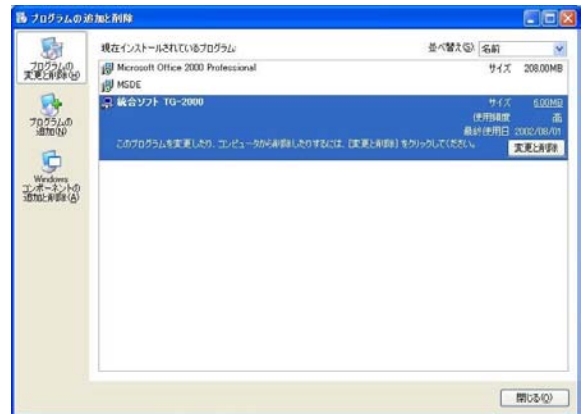 プログラムの追加と削除
プログラムの
変更と削除(H)
プログラムの
追加(N)
Windows
コンポーネントの
追加と削除(A)
現在インストールされているプログラム:
並べ替え(S): 名前
Microsoft Office 2000 Professional
サイズ 208.00MB
MSDE
統合ソフト TG-2000
サイズ 6.00MB
使用頻度 高
最終使用日 2002/08/01
このプログラムを変更したり、コンピュータから削除したりするには、[変更と削除] をクリックしてください。
変更と削除
閉じる(O)